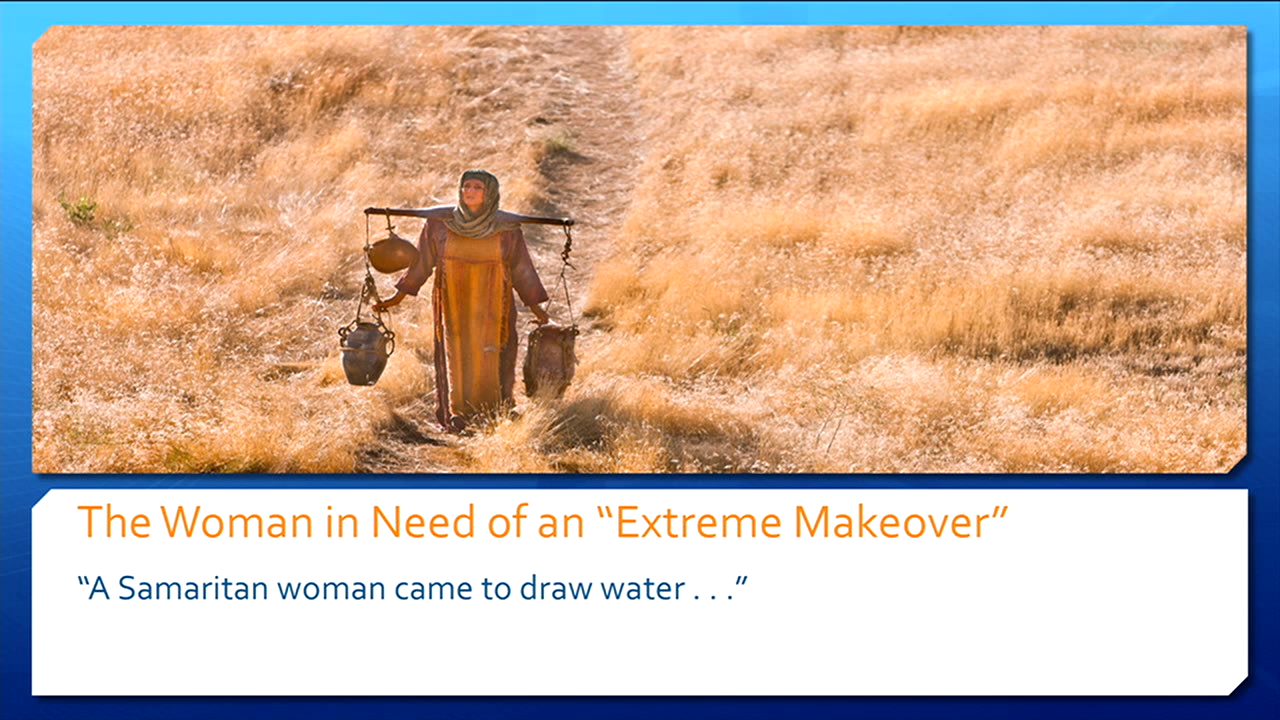 The Woman in Need of an “Extreme Makeover”
“A Samaritan woman came to draw water . . .”